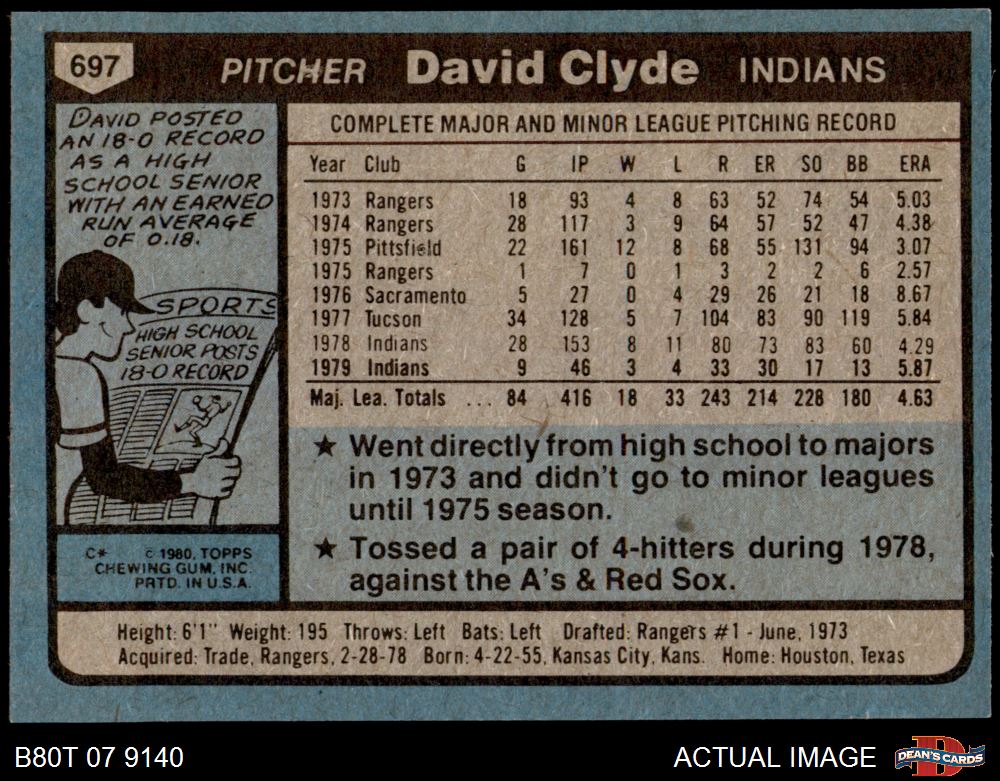 697 PITCHER David Clyde INDIANS
DAVID POSTED
AN 18-0 RECORD
AS A HIGH
SCHOOL SENIOR
WITH AN EARNED
RUN AVERAGE
OF 0.18.
SPORTS
HIGH SCHOOL
SENIOR POSTS
18-0 RECORD
C* © 1980, TOPPS
CHEWING GUM, INC.
PRTD. IN U.S.A.
COMPLETE MAJOR AND MINOR LEAGUE PITCHING RECORD
Year Club G IP W L R ER SO BB ERA
1973 Rangers 18 93 4 8 63 52 74 54 5.03
1974 Rangers 28 117 3 9 64 57 52 47 4.38
1975 Pittsfield 22 161 12 8 68 55 131 94 3.07
1975 Rangers 1 7 0 1 3 2 2 6 2.57
1976 Sacramento 5 27 0 4 29 26 21 18 8.67
1977 Tucson 34 128 5 7 104 83 90 119 5.84
1978 Indians 28 153 8 11 80 73 83 60 4.29
1979 Indians 9 46 3 4 33 30 17 13 5.87
Maj. Lea. Totals ... 84 416 18 33 243 214 228 180 4.63
★ Went directly from high school to majors
in 1973 and didn't go to minor leagues
until 1975 season.
★ Tossed a pair of 4-hitters during 1978,
against the A's & Red Sox.
Height: 6'1" Weight: 195 Throws: Left Bats: Left Drafted: Rangers #1 - June, 1973
Acquired: Trade, Rangers, 2-28-78 Born: 4-22-55, Kansas City, Kans. Home: Houston, Texas
B80T 07 9140
ACTUAL IMAGE
D
DEAN'S CARDS